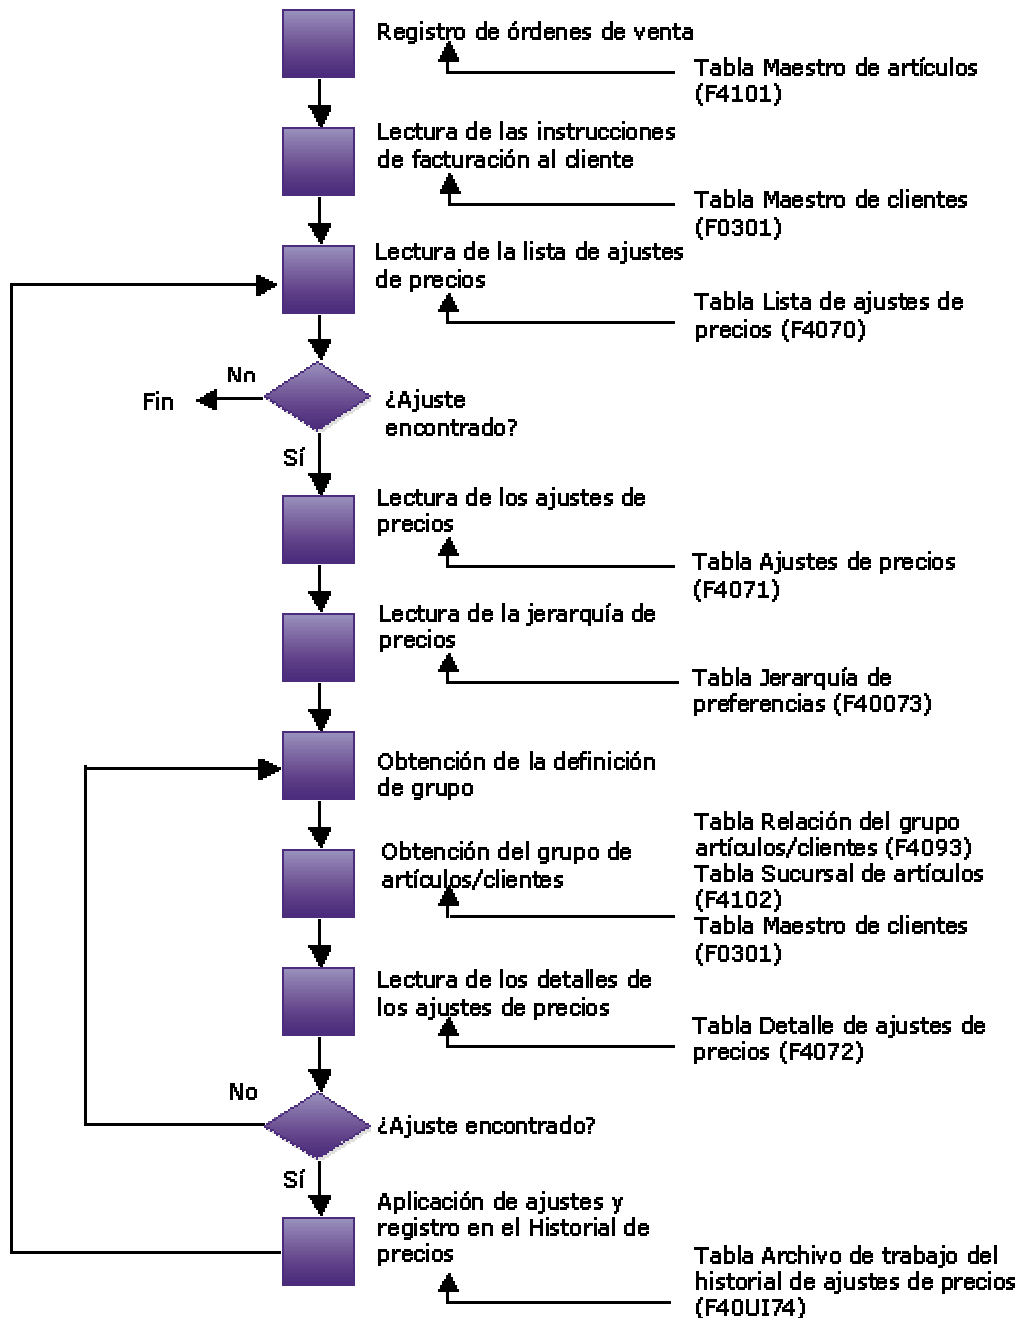 Registro de órdenes de venta
Tabla Maestro de artículos
(F4101)
Lectura de las instrucciones
de facturación al cliente
Tabla Maestro de clientes
(F0301)
Lectura de la lista de ajustes
de precios
Tabla Lista de ajustes de
precios (F4070)
No
Fin
¿Ajuste
encontrado?
Sí
Lectura de los ajustes de
precios
Tabla Ajustes de precios
(F4071)
Lectura de la jerarquía de
precios
Tabla Jerarquía de
preferencias (F40073)
Obtención de la definición
de grupo
Obtención del grupo de
artículos/clientes
Tabla Relación del grupo
artículos/clientes (F4093)
Tabla Sucursal de artículos
(F4102)
Tabla Maestro de clientes
(F0301)
Lectura de los detalles de
los ajustes de precios
Tabla Detalle de ajustes de
precios (F4072)
No
¿Ajuste encontrado?
Sí
Aplicación de ajustes y
registro en el Historial de
precios
Tabla Archivo de trabajo del
historial de ajustes de precios
(F40UI74)